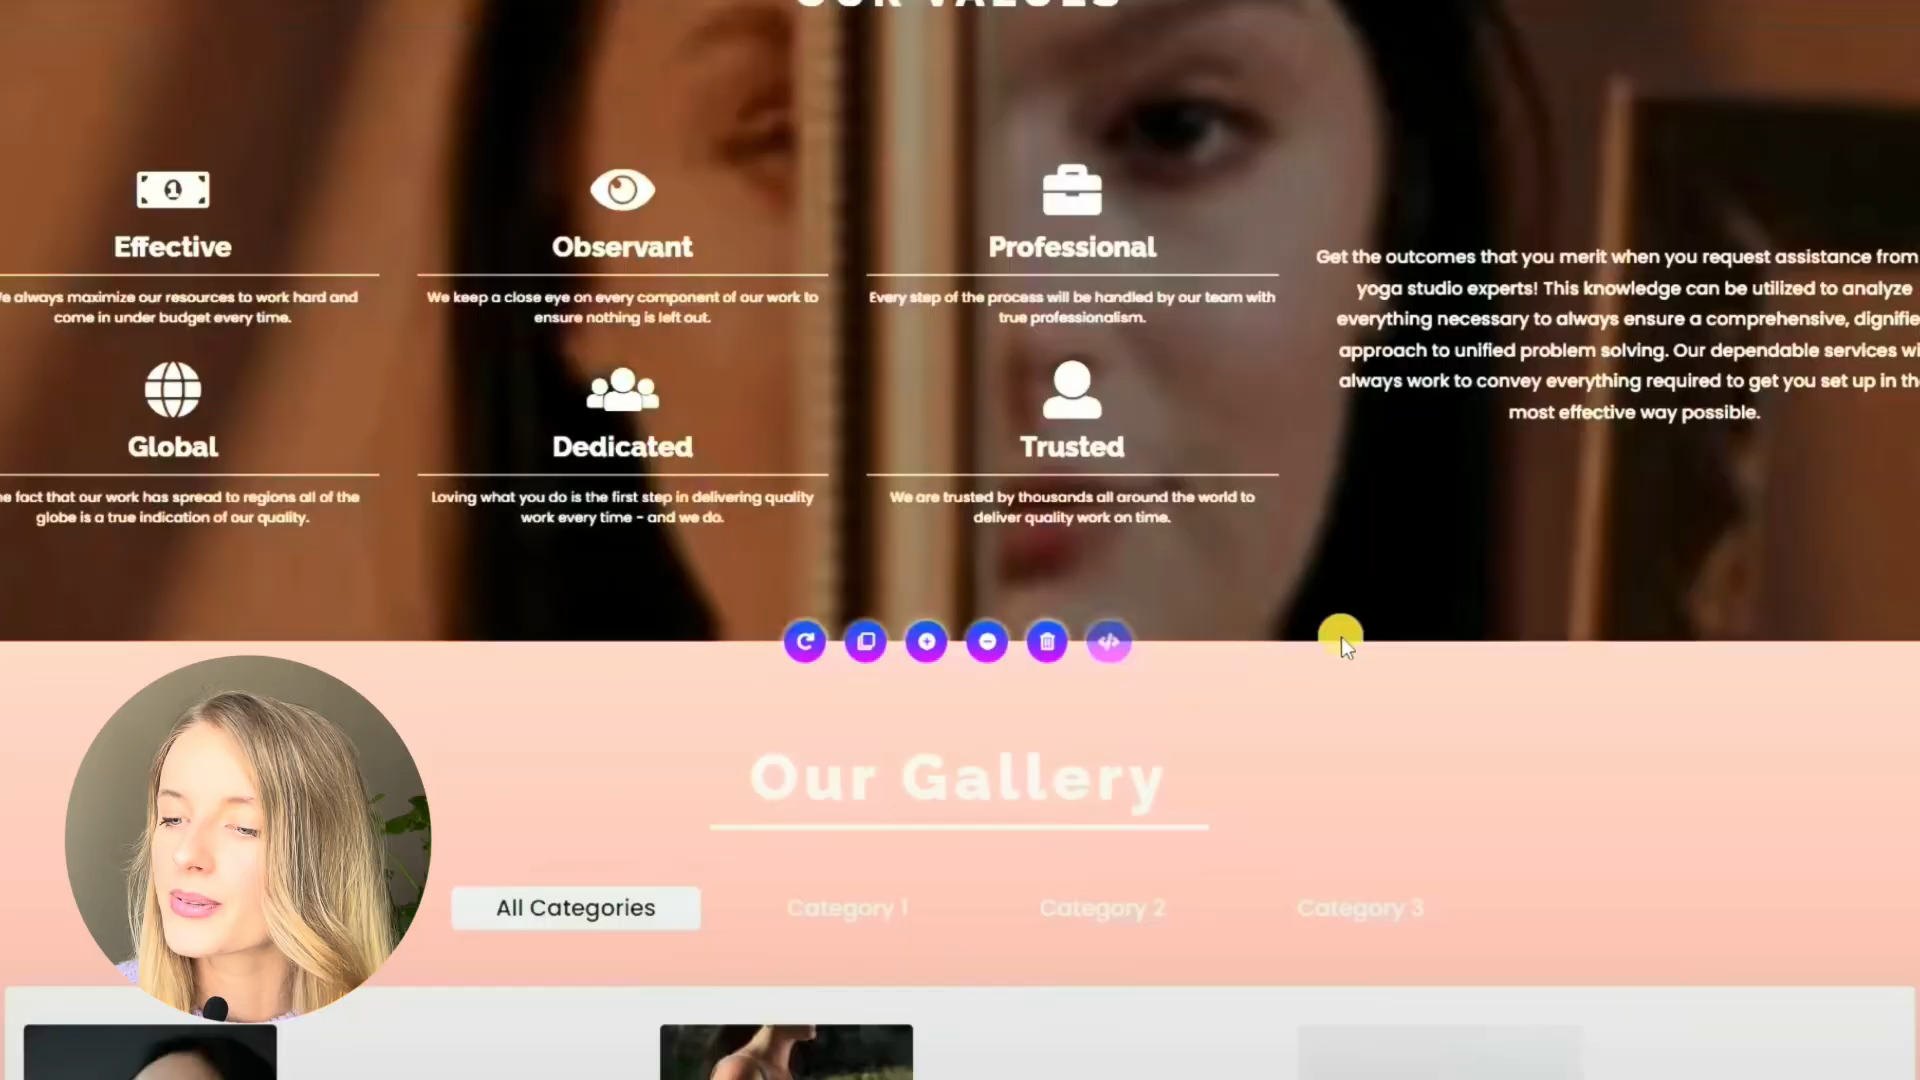 OUR VALUES
Effective
always maximize our resources to work hard and
come in under budget every time.
Observant
We keep a close eye on every component of our work to
ensure nothing is left out.
Professional
Every step of the process will be handled by our team with
true professionalism.
Global
fact that our work has spread to regions all of the
globe is a true indication of our quality.
Dedicated
Loving what you do is the first step in delivering quality
work every time - and we do.
Trusted
We are trusted by thousands all around the world to
deliver quality work on time.
Get the outcomes that you merit when you request assistance from
yoga studio experts! This knowledge can be utilized to analyze
everything necessary to always ensure a comprehensive, dignifie
approach to unified problem solving. Our dependable services wi
always work to convey everything required to get you set up in th
most effective way possible.
Our Gallery
All Categories
Category 1
Category 2
Category 3